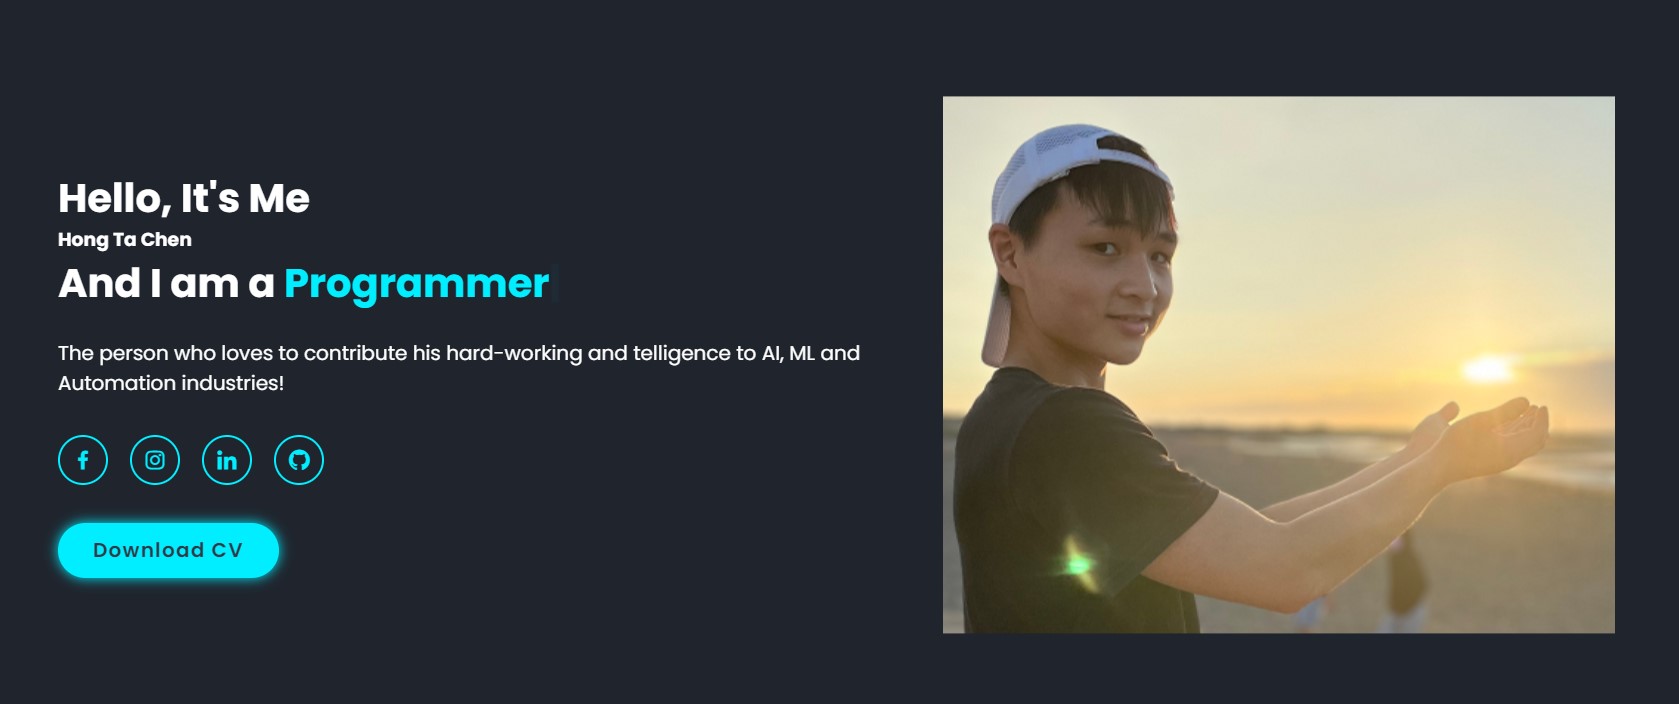 Hello, It's Me
Hong Ta Chen
And I am a Programmer
The person who loves to contribute his hard-working and telligence to AI, ML and
Automation industries!
Download CV